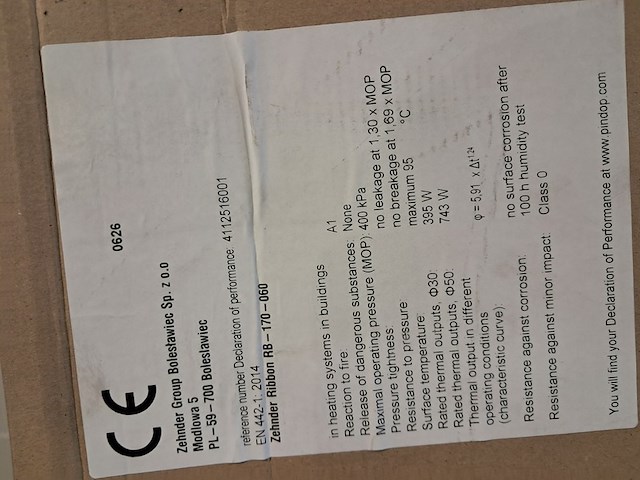 CE
0626
Zehnder Group Bolesławiec Sp. z o.o
Modłowa 5
PL-59-700 Bolesławiec
reference number Declaration of performance: 4112516001
EN 442-1: 2014
Zehnder Ribbon RB-170-060
in heating systems in buildings
Reaction to fire: A1
Release of dangerous substances: None
Maximal operating pressure (MOP): 400 kPa
Pressure tightness: no leakage at 1,30 x MOP
Resistance to pressure no breakage at 1,69 x MOP
Surface temperature: maximum 95 °C
Rated thermal outputs, Φ30: 395 W
Rated thermal outputs, Φ50: 743 W
Thermal output in different
operating conditions
(characteristic curve): φ = 5,91 x Δt¹'²⁴
Resistance against corrosion: no surface corrosion after
100 h humidity test
Resistance against minor impact: Class 0
You will find your Declaration of Performance at www.pindop.com